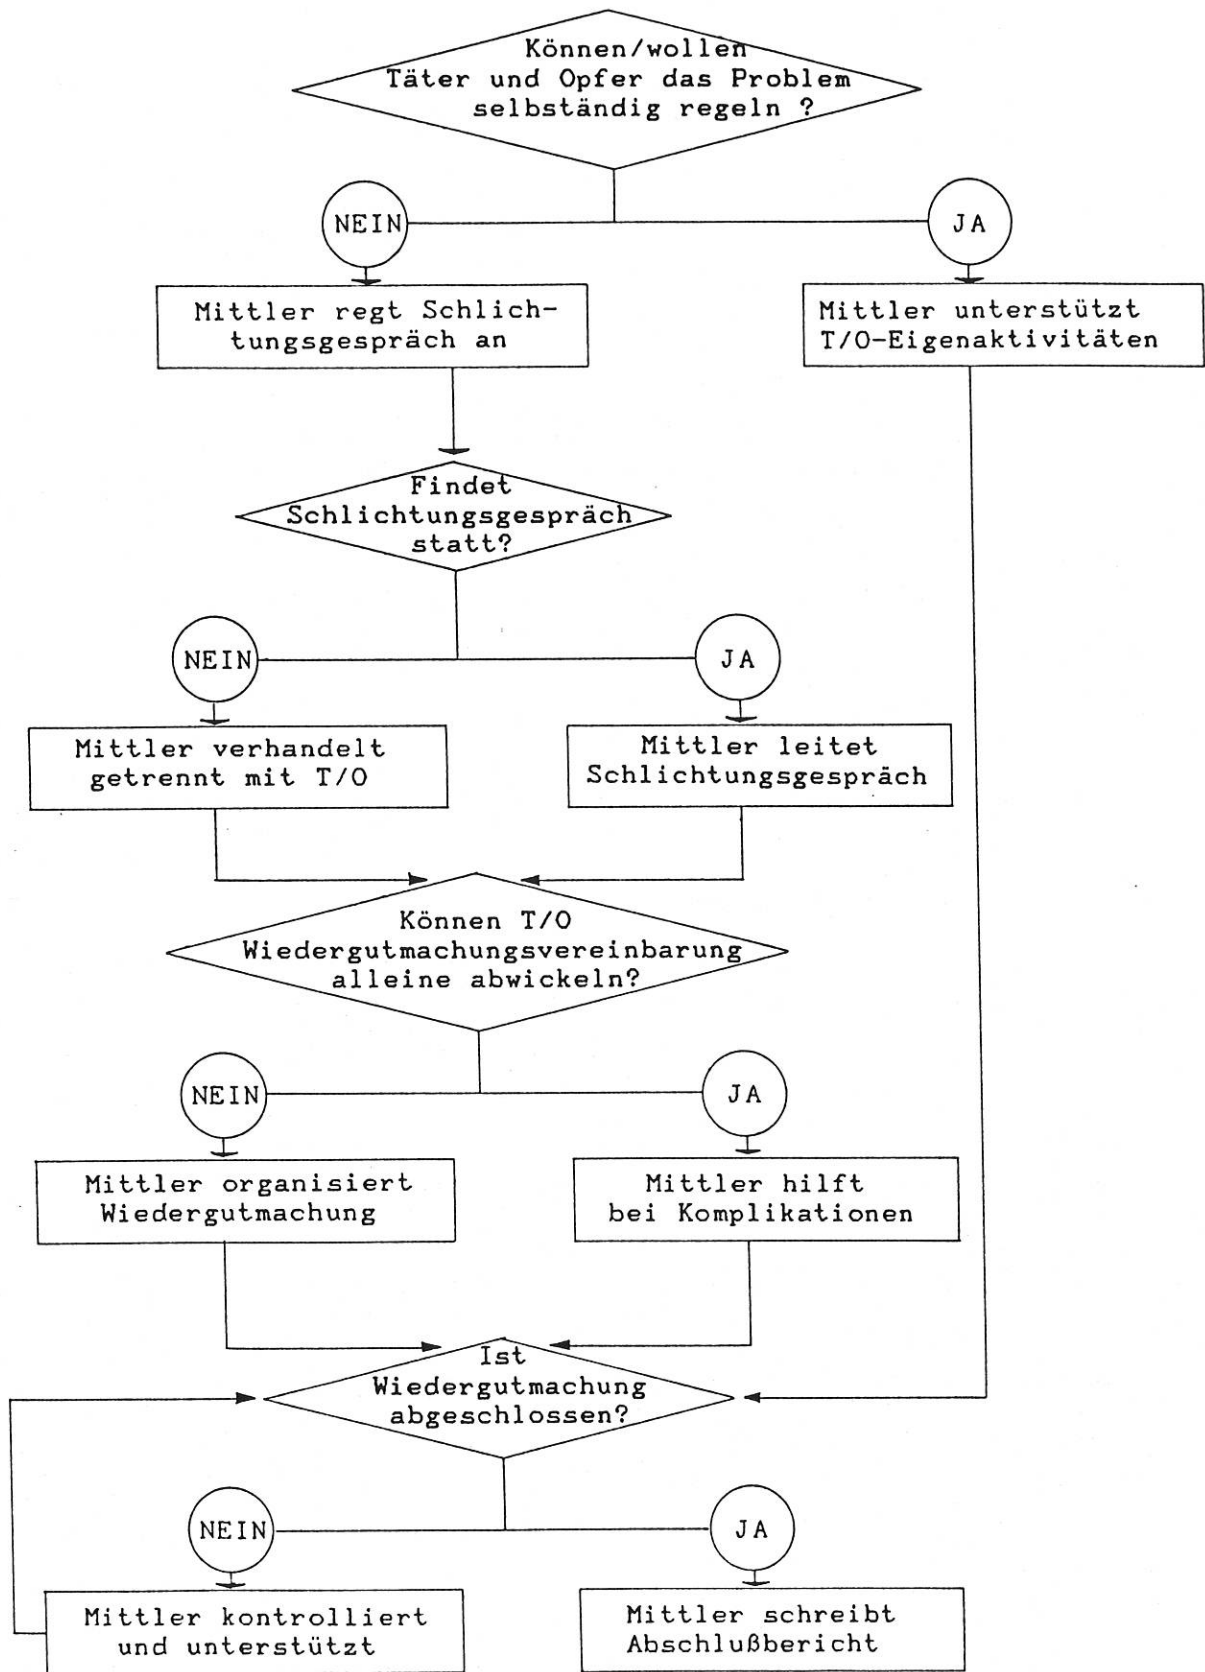 Können/wollen
Täter und Opfer das Problem
selbständig regeln ?
NEIN
JA
Mittler regt Schlich-
tungsgespräch an
Mittler unterstützt
T/O-Eigenaktivitäten
Findet
Schlichtungsgespräch
statt?
NEIN
JA
Mittler verhandelt
getrennt mit T/O
Mittler leitet
Schlichtungsgespräch
Können T/O
Wiedergutmachungsvereinbarung
alleine abwickeln?
NEIN
JA
Mittler organisiert
Wiedergutmachung
Mittler hilft
bei Komplikationen
Ist
Wiedergutmachung
abgeschlossen?
NEIN
JA
Mittler kontrolliert
und unterstützt
Mittler schreibt
Abschlußbericht